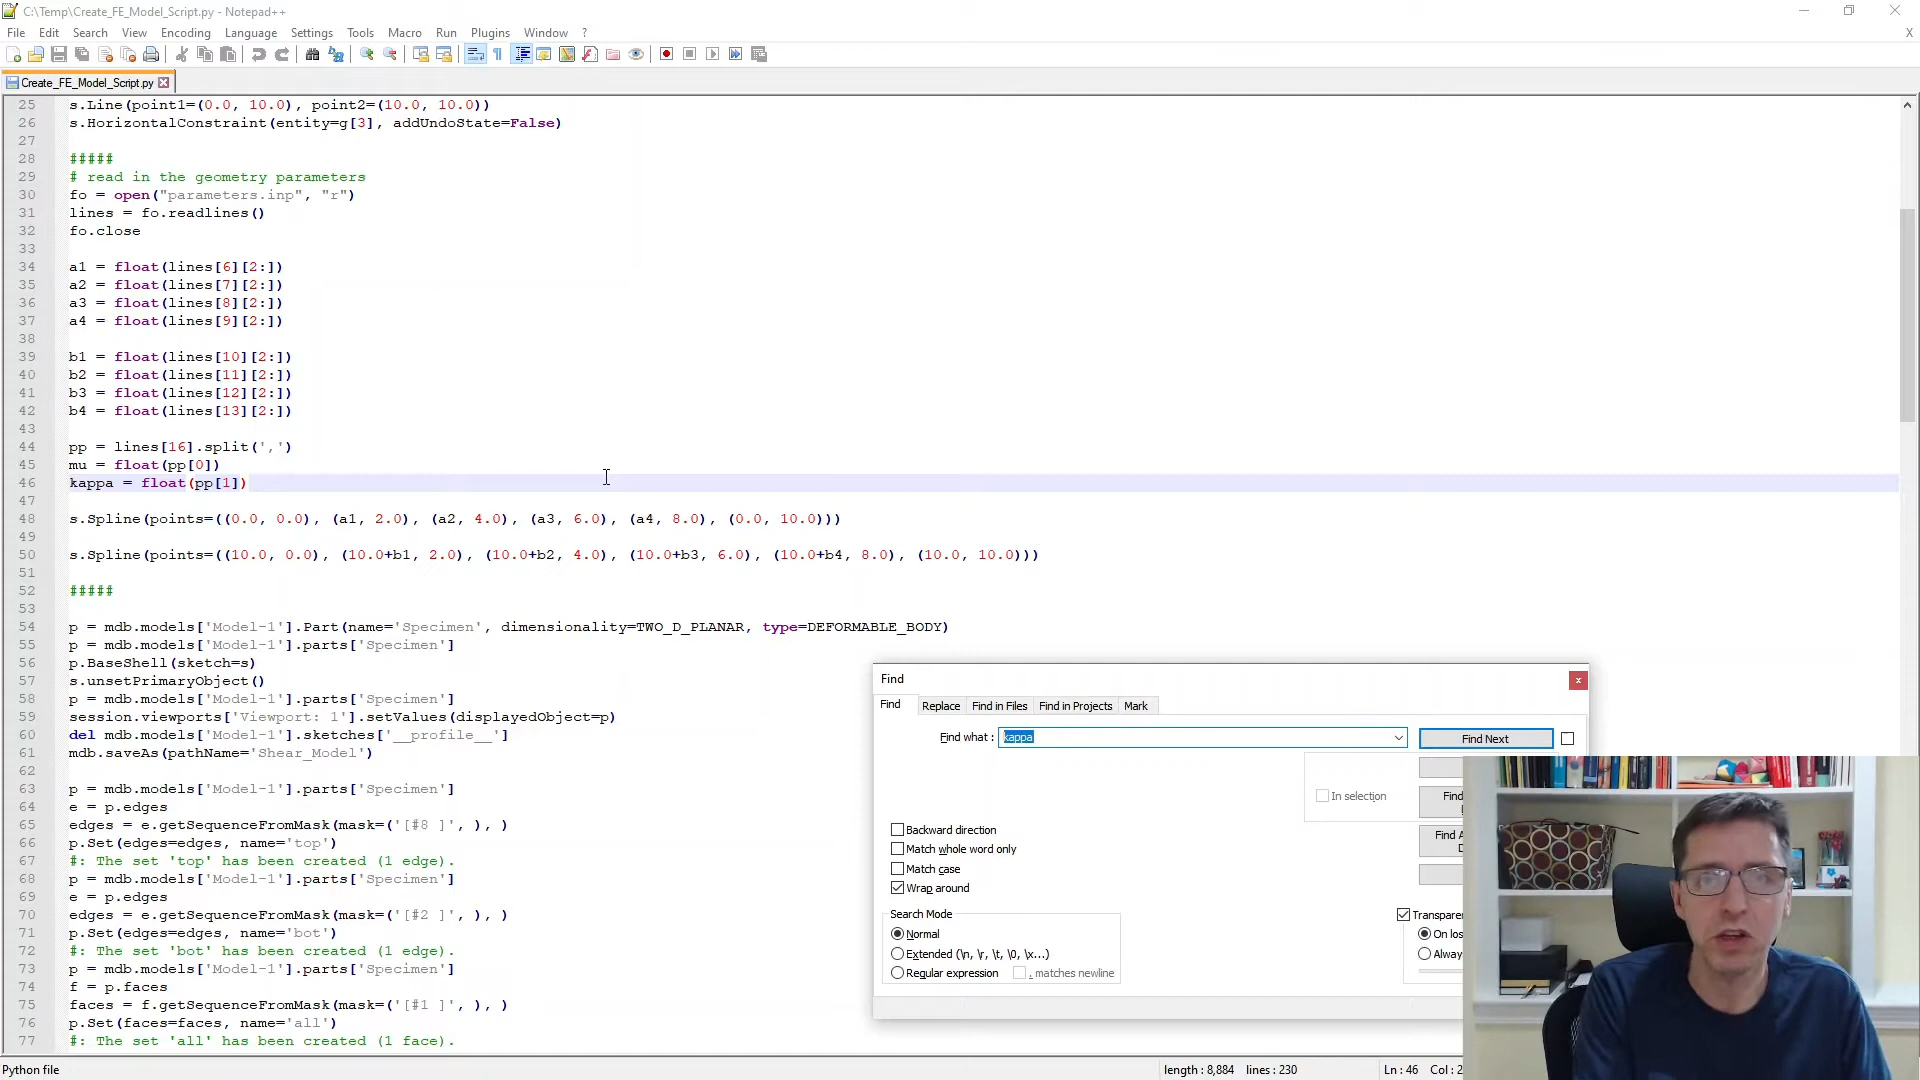 C:\Temp\Create_FE_Model_Script.py - Notepad++
File Edit Search View Encoding Language Settings Tools Macro Run Plugins Window ? X
Create_FE_Model_Script.py
25 s.Line(point1=(0.0, 10.0), point2=(10.0, 10.0))
26 s.HorizontalConstraint(entity=g[3], addUndoState=False)
27
28 #####
29 # read in the geometry parameters
30 fo = open("parameters.inp", "r")
31 lines = fo.readlines()
32 fo.close
33
34 a1 = float(lines[6][2:])
35 a2 = float(lines[7][2:])
36 a3 = float(lines[8][2:])
37 a4 = float(lines[9][2:])
38
39 b1 = float(lines[10][2:])
40 b2 = float(lines[11][2:])
41 b3 = float(lines[12][2:])
42 b4 = float(lines[13][2:])
43
44 pp = lines[16].split(',')
45 mu = float(pp[0])
46 kappa = float(pp[1])
47
48 s.Spline(points=((0.0, 0.0), (a1, 2.0), (a2, 4.0), (a3, 6.0), (a4, 8.0), (0.0, 10.0)))
49
50 s.Spline(points=((10.0, 0.0), (10.0+b1, 2.0), (10.0+b2, 4.0), (10.0+b3, 6.0), (10.0+b4, 8.0), (10.0, 10.0)))
51
52 #####
53
54 p = mdb.models['Model-1'].Part(name='Specimen', dimensionality=TWO_D_PLANAR, type=DEFORMABLE_BODY)
55 p = mdb.models['Model-1'].parts['Specimen']
56 p.BaseShell(sketch=s)
57 s.unsetPrimaryObject()
58 p = mdb.models['Model-1'].parts['Specimen']
59 session.viewports['Viewport: 1'].setValues(displayedObject=p)
60 del mdb.models['Model-1'].sketches['__profile__']
61 mdb.saveAs(pathName='Shear_Model')
62
63 p = mdb.models['Model-1'].parts['Specimen']
64 e = p.edges
65 edges = e.getSequenceFromMask(mask=('[#8 ]', ), )
66 p.Set(edges=edges, name='top')
67 #: The set 'top' has been created (1 edge).
68 p = mdb.models['Model-1'].parts['Specimen']
69 e = p.edges
70 edges = e.getSequenceFromMask(mask=('[#2 ]', ), )
71 p.Set(edges=edges, name='bot')
72 #: The set 'bot' has been created (1 edge).
73 p = mdb.models['Model-1'].parts['Specimen']
74 f = p.faces
75 faces = f.getSequenceFromMask(mask=('[#1 ]', ), )
76 p.Set(faces=faces, name='all')
77 #: The set 'all' has been created (1 face).
Find
Find Replace Find in Files Find in Projects Mark
Find what : kappa Find Next
In selection Find
Backward direction Find A
Match whole word only
Match case
Wrap around
Search Mode Transparen
Normal On los
Extended (\n, \r, \t, \0, \x...) Alway
Regular expression . matches newline
Python file length : 8,884 lines : 230 Ln : 46 Col : 2